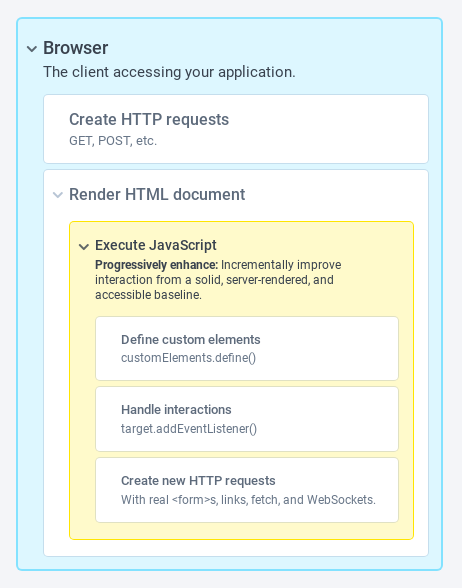 Browser
The client accessing your application.
Create HTTP requests
GET, POST, etc.
Render HTML document
Execute JavaScript
Progressively enhance: Incrementally improve
interaction from a solid, server-rendered, and
accessible baseline.
Define custom elements
customElements.define()
Handle interactions
target.addEventListener()
Create new HTTP requests
With real <form>s, links, fetch, and WebSockets.